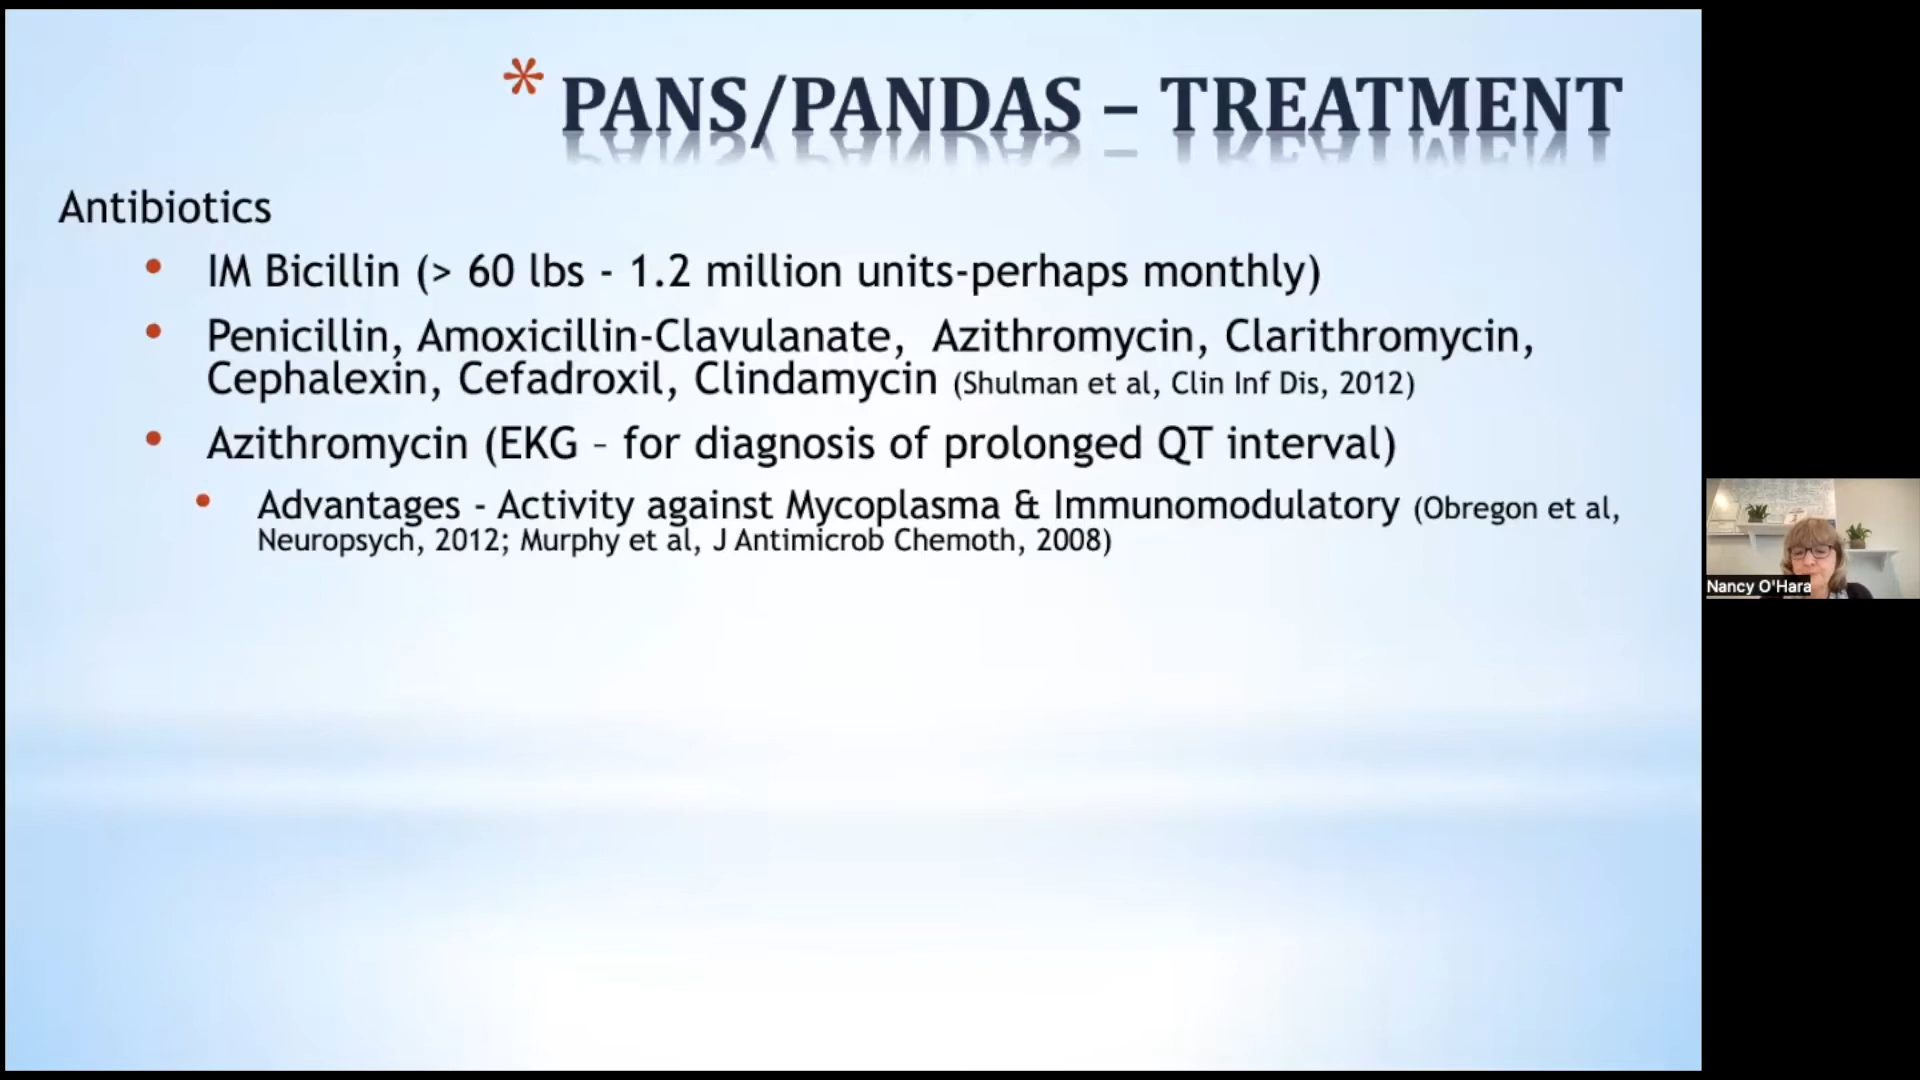 * PANS/PANDAS – TREATMENT
Antibiotics
• IM Bicillin (> 60 lbs - 1.2 million units-perhaps monthly)
• Penicillin, Amoxicillin-Clavulanate, Azithromycin, Clarithromycin,
Cephalexin, Cefadroxil, Clindamycin (Shulman et al, Clin Inf Dis, 2012)
• Azithromycin (EKG – for diagnosis of prolonged QT interval)
• Advantages - Activity against Mycoplasma & Immunomodulatory (Obregon et al,
Neuropsych, 2012; Murphy et al, J Antimicrob Chemoth, 2008)
Nancy O'Hara